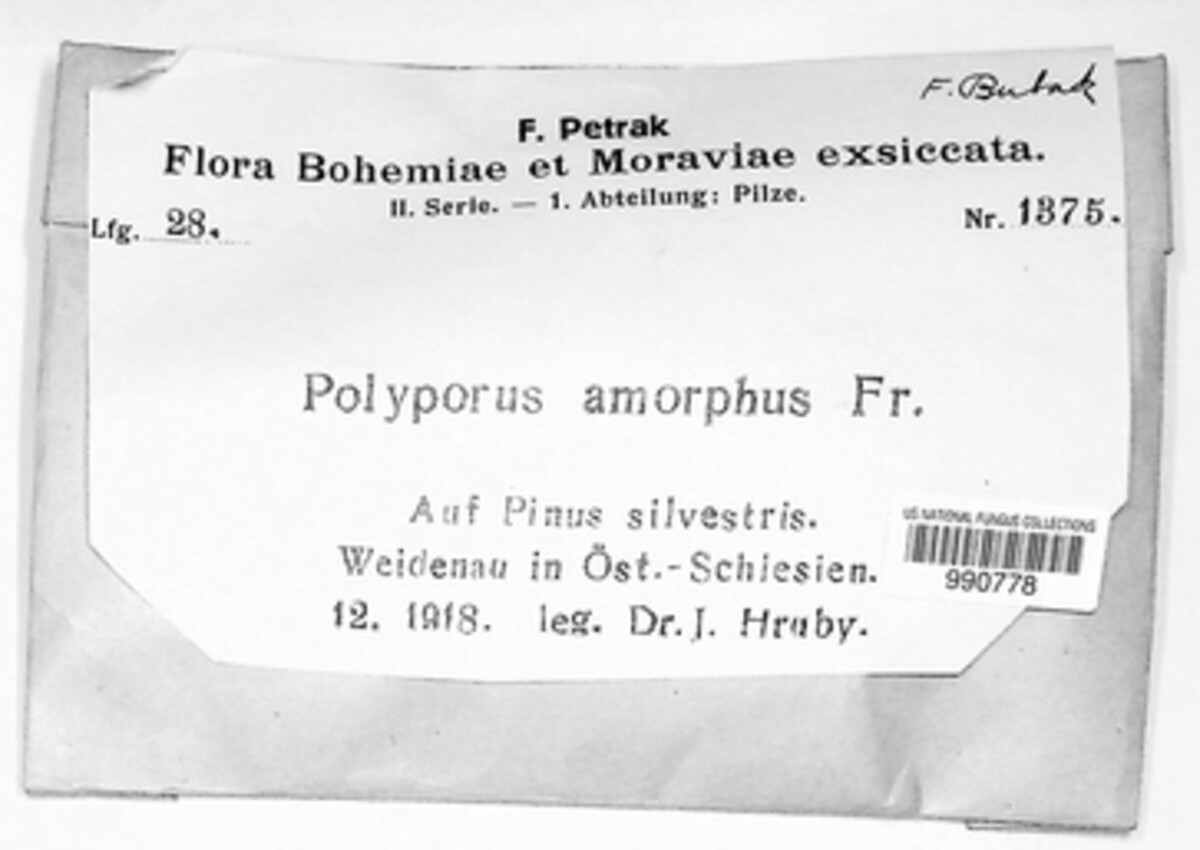 F. Bubak
F. Petrak
Flora Bohemiae et Moraviae exsiccata.
II. Serie. — 1. Abteilung: Pilze.
Lfg. 28.
Nr. 1375.
Polyporus amorphus Fr.
Auf Pinus silvestris.
Weidenau in Öst.-Schlesien.
12. 1918. leg. Dr. J. Hruby.
US NATIONAL FUNGUS COLLECTIONS
990778